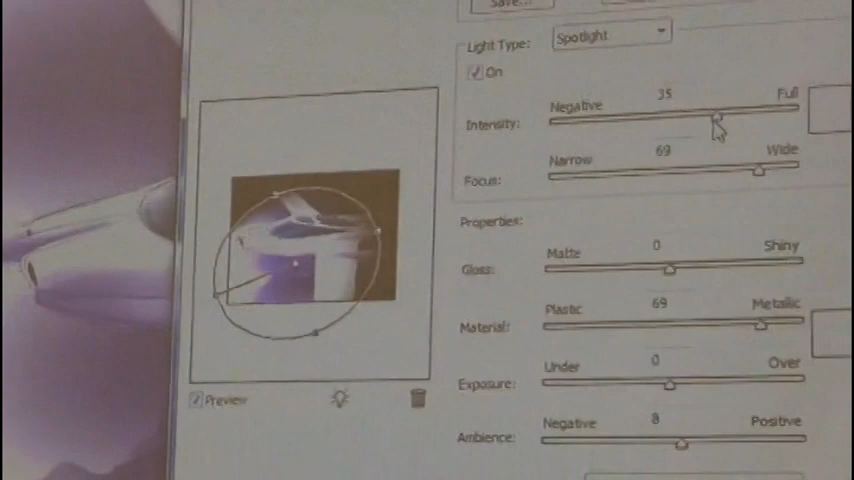 Save...
Light Type: Spotlight
On
Negative 35 Full
Intensity:
Narrow 69 Wide
Focus:
Properties:
Matte 0 Shiny
Gloss:
Plastic 69 Metallic
Material:
Under 0 Over
Exposure:
Negative 8 Positive
Ambience:
Preview